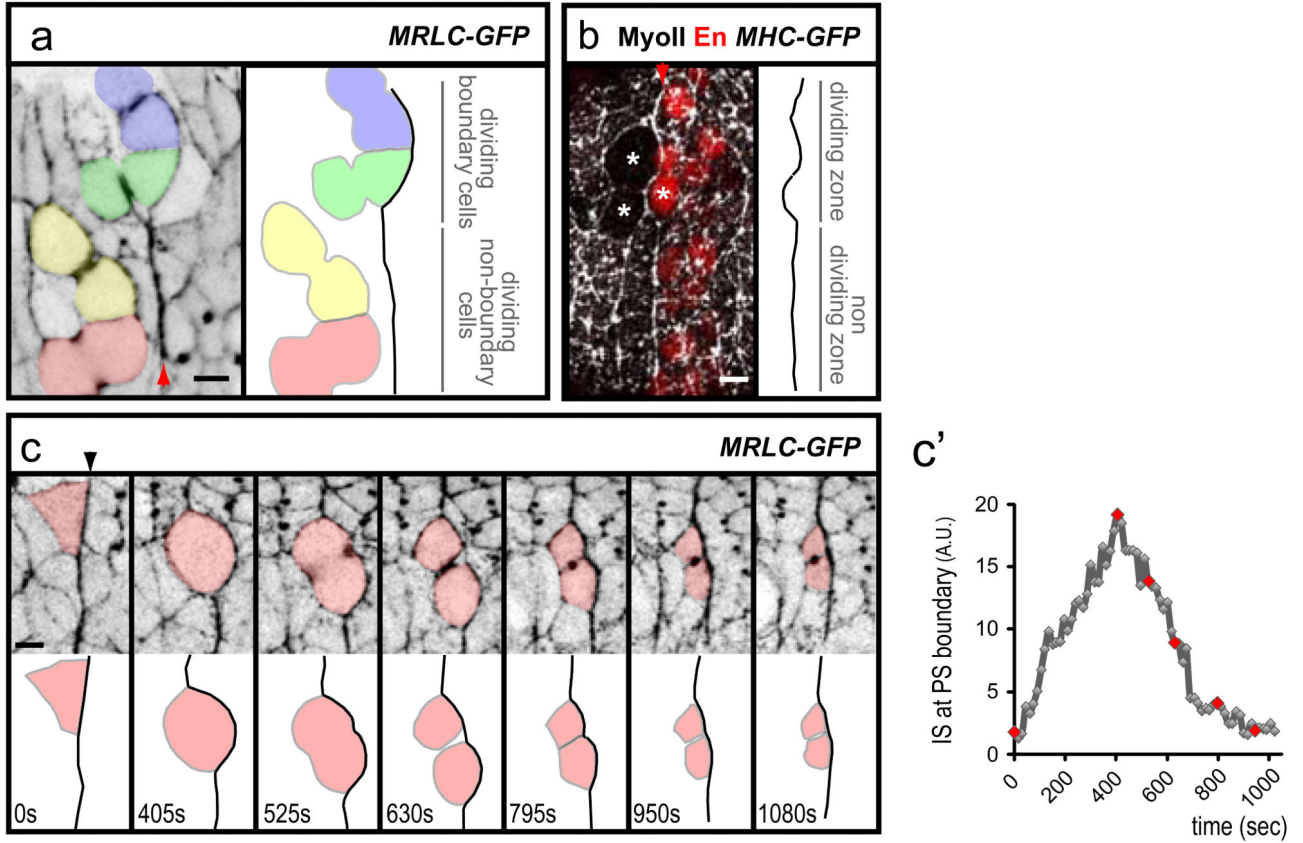 a
MRLC-GFP
dividing
boundary cells
dividing
non-boundary
cells
b MyoII En MHC-GFP
*
*
*
dividing
zone
non
dividing zone
c
MRLC-GFP
0s
405s
525s
630s
795s
950s
1080s
c'
IS at PS boundary (A.U.)
20
15
10
5
0
0
200
400
600
800
1000
time (sec)